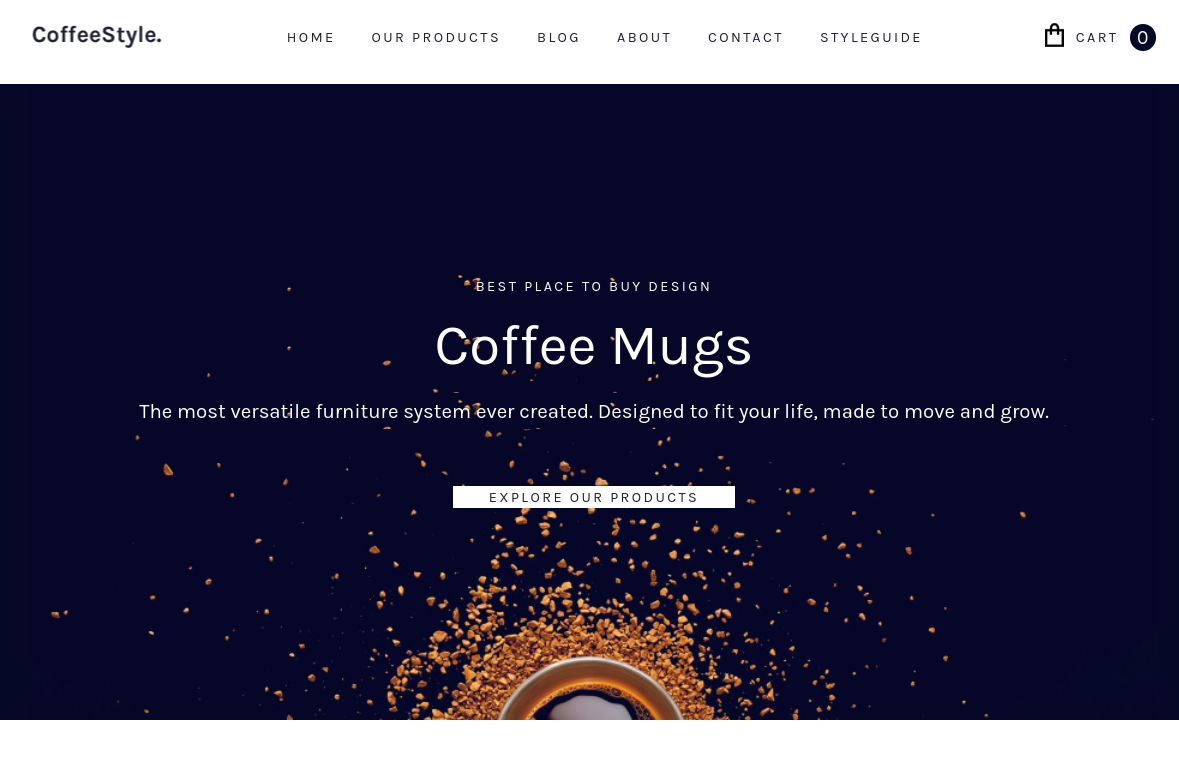 CoffeeStyle.
HOME OUR PRODUCTS BLOG ABOUT CONTACT STYLEGUIDE CART 0
BEST PLACE TO BUY DESIGN
Coffee Mugs
The most versatile furniture system ever created. Designed to fit your life, made to move and grow.
EXPLORE OUR PRODUCTS